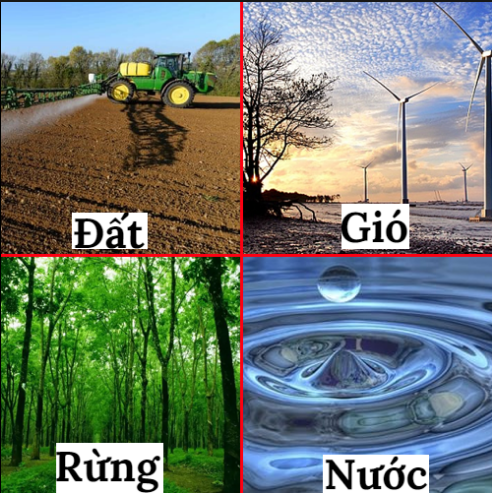 Đất
Gió
Rừng
Nước